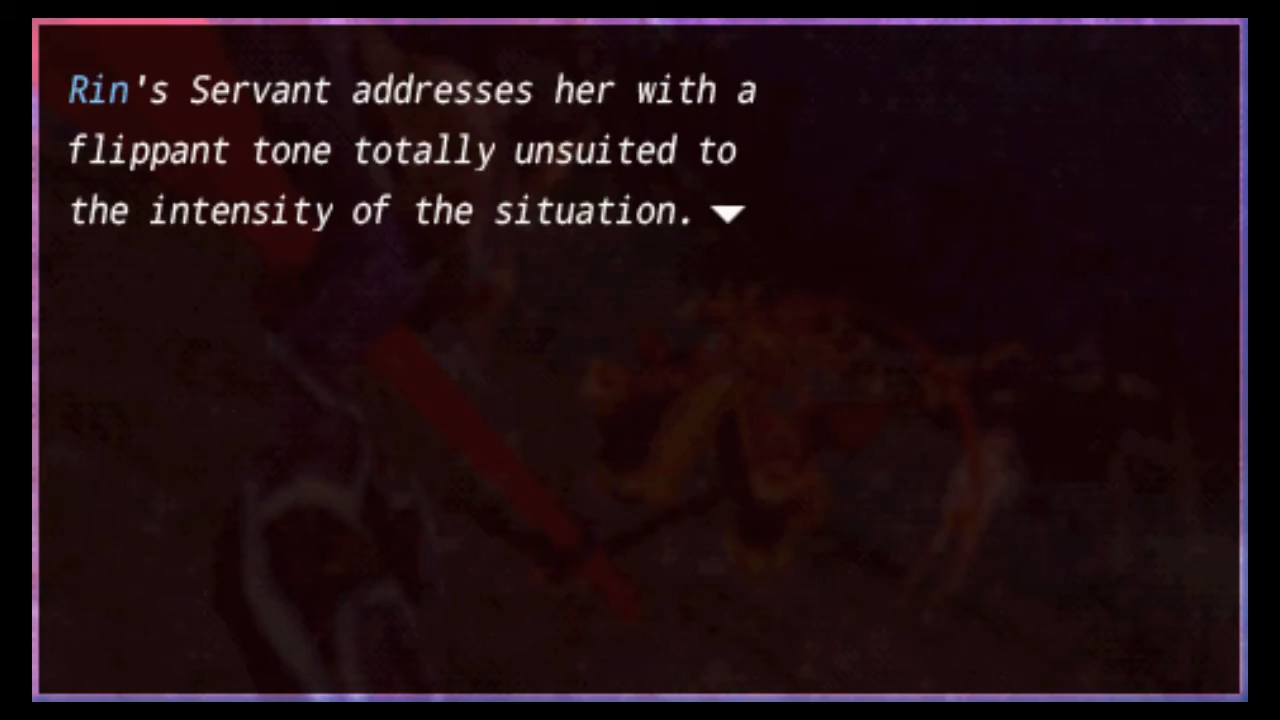 Rin's Servant addresses her with a
flippant tone totally unsuited to
the intensity of the situation.